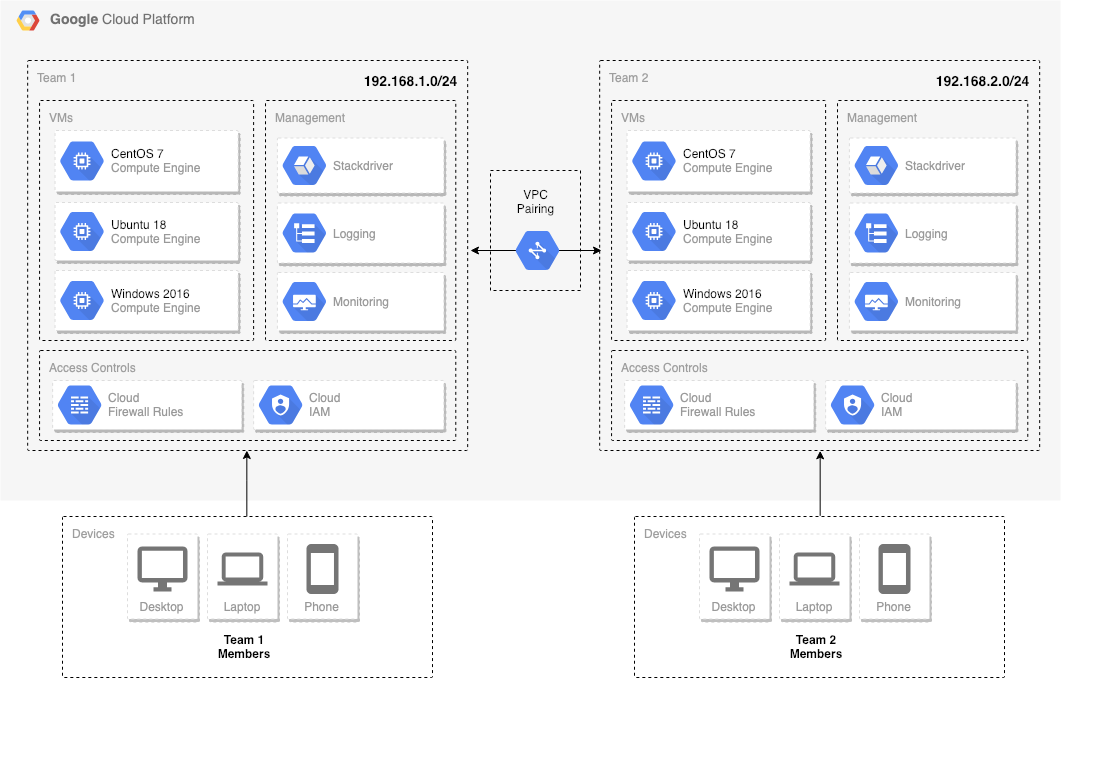 Google Cloud Platform
Team 1
192.168.1.0/24
VMs
CentOS 7
Compute Engine
Ubuntu 18
Compute Engine
Windows 2016
Compute Engine
Management
Stackdriver
Logging
Monitoring
Access Controls
Cloud
Firewall Rules
Cloud
IAM
VPC
Pairing
Team 2
192.168.2.0/24
VMs
CentOS 7
Compute Engine
Ubuntu 18
Compute Engine
Windows 2016
Compute Engine
Management
Stackdriver
Logging
Monitoring
Access Controls
Cloud
Firewall Rules
Cloud
IAM
Devices
Desktop
Laptop
Phone
Team 1
Members
Devices
Desktop
Laptop
Phone
Team 2
Members